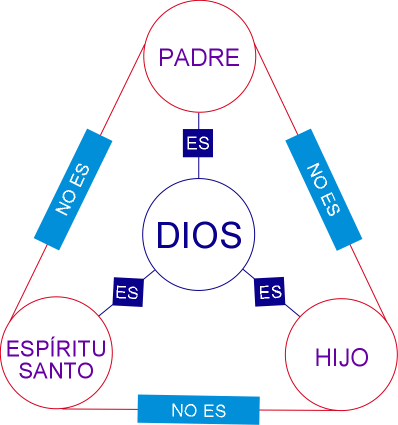 PADRE
ES
NO ES
NO ES
DIOS
ES
ES
ESPÍRITU
SANTO
HIJO
NO ES